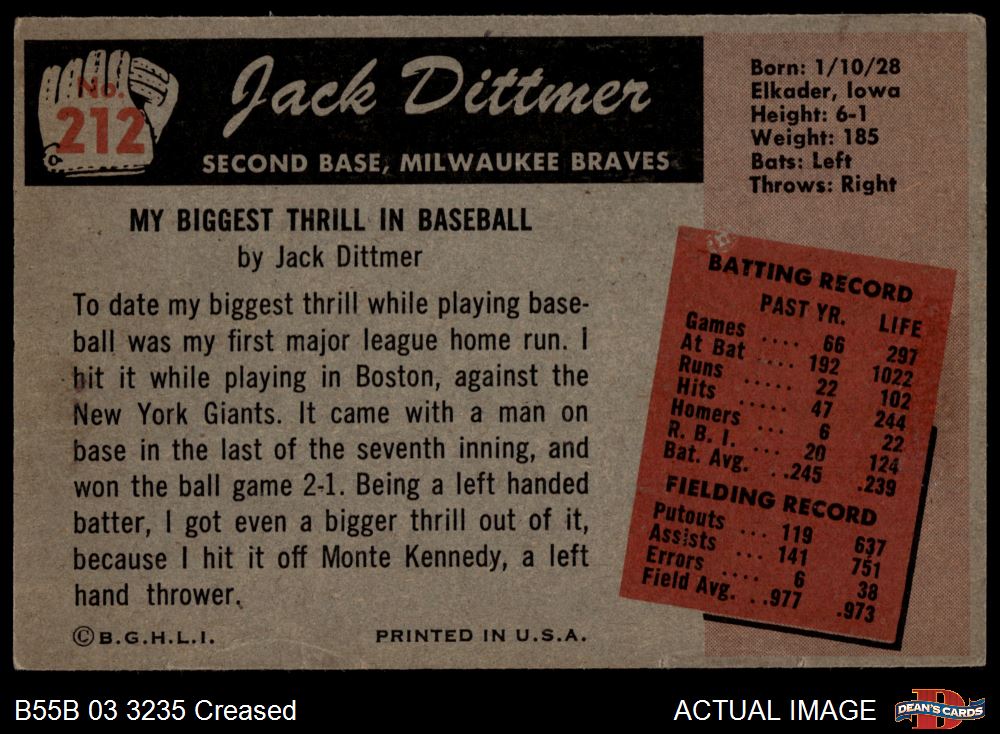 No.
212
Jack Dittmer
SECOND BASE, MILWAUKEE BRAVES
Born: 1/10/28
Elkader, Iowa
Height: 6-1
Weight: 185
Bats: Left
Throws: Right
MY BIGGEST THRILL IN BASEBALL
by Jack Dittmer
To date my biggest thrill while playing base-
ball was my first major league home run. I
hit it while playing in Boston, against the
New York Giants. It came with a man on
base in the last of the seventh inning, and
won the ball game 2-1. Being a left handed
batter, I got even a bigger thrill out of it,
because I hit it off Monte Kennedy, a left
hand thrower.
©B.G.H.L.I. PRINTED IN U.S.A.
BATTING RECORD
PAST YR. LIFE
Games .... 66 297
At Bat .... 192 1022
Runs ..... 22 102
Hits ..... 47 244
Homers ... 6 22
R. B. I. ... 20 124
Bat. Avg. ..245 .239
FIELDING RECORD
Putouts ... 119 637
Assists ... 141 751
Errors .... 6 38
Field Avg. ..977 .973
B55B 03 3235 Creased
ACTUAL IMAGE
DEAN'S CARDS